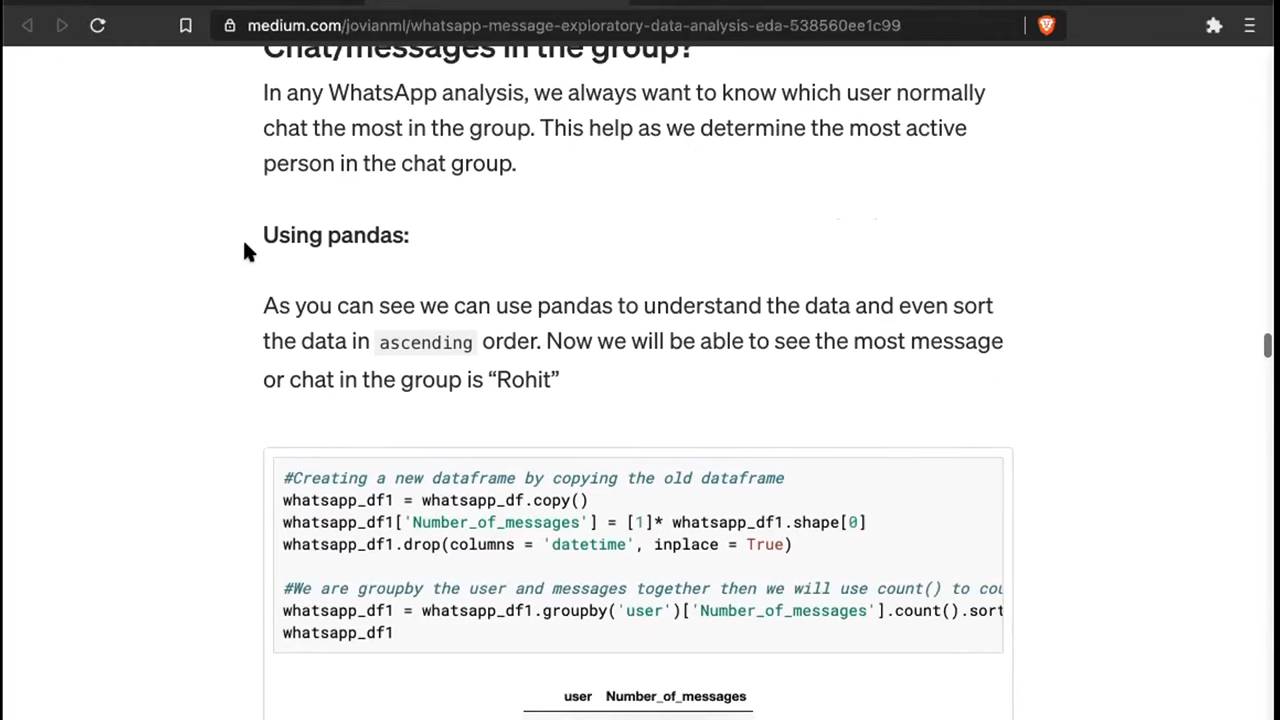 medium.com/jovianml/whatsapp-message-exploratory-data-analysis-eda-538560ee1c99
Chat/messages in the group?
In any WhatsApp analysis, we always want to know which user normally
chat the most in the group. This help as we determine the most active
person in the chat group.
Using pandas:
As you can see we can use pandas to understand the data and even sort
the data in ascending order. Now we will be able to see the most message
or chat in the group is “Rohit”
#Creating a new dataframe by copying the old dataframe
whatsapp_df1 = whatsapp_df.copy()
whatsapp_df1['Number_of_messages'] = [1]* whatsapp_df1.shape[0]
whatsapp_df1.drop(columns = 'datetime', inplace = True)
#We are groupby the user and messages together then we will use count() to cou
whatsapp_df1 = whatsapp_df1.groupby('user')['Number_of_messages'].count().sort
whatsapp_df1
user Number_of_messages